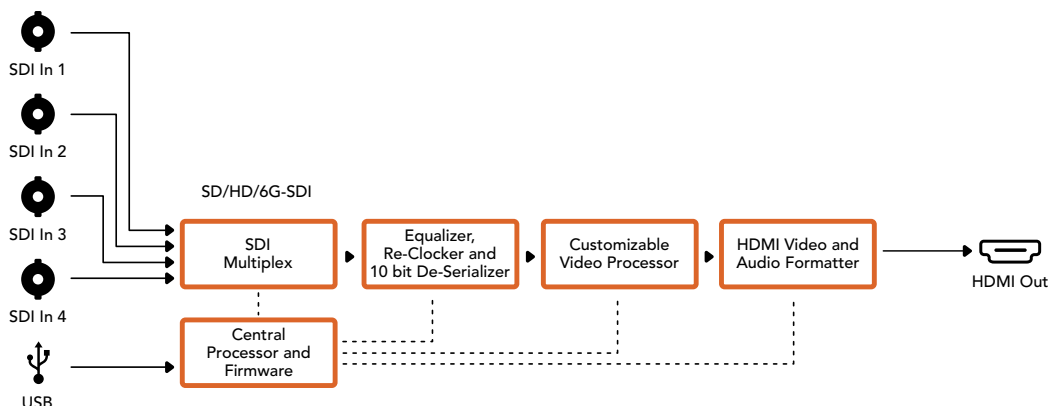 SDI In 1
SDI In 2
SDI In 3
SDI In 4
USB
SD/HD/6G-SDI
SDI
Multiplex
Equalizer,
Re-Clocker and
10 bit De-Serializer
Customizable
Video Processor
HDMI Video and
Audio Formatter
HDMI Out
Central
Processor and
Firmware